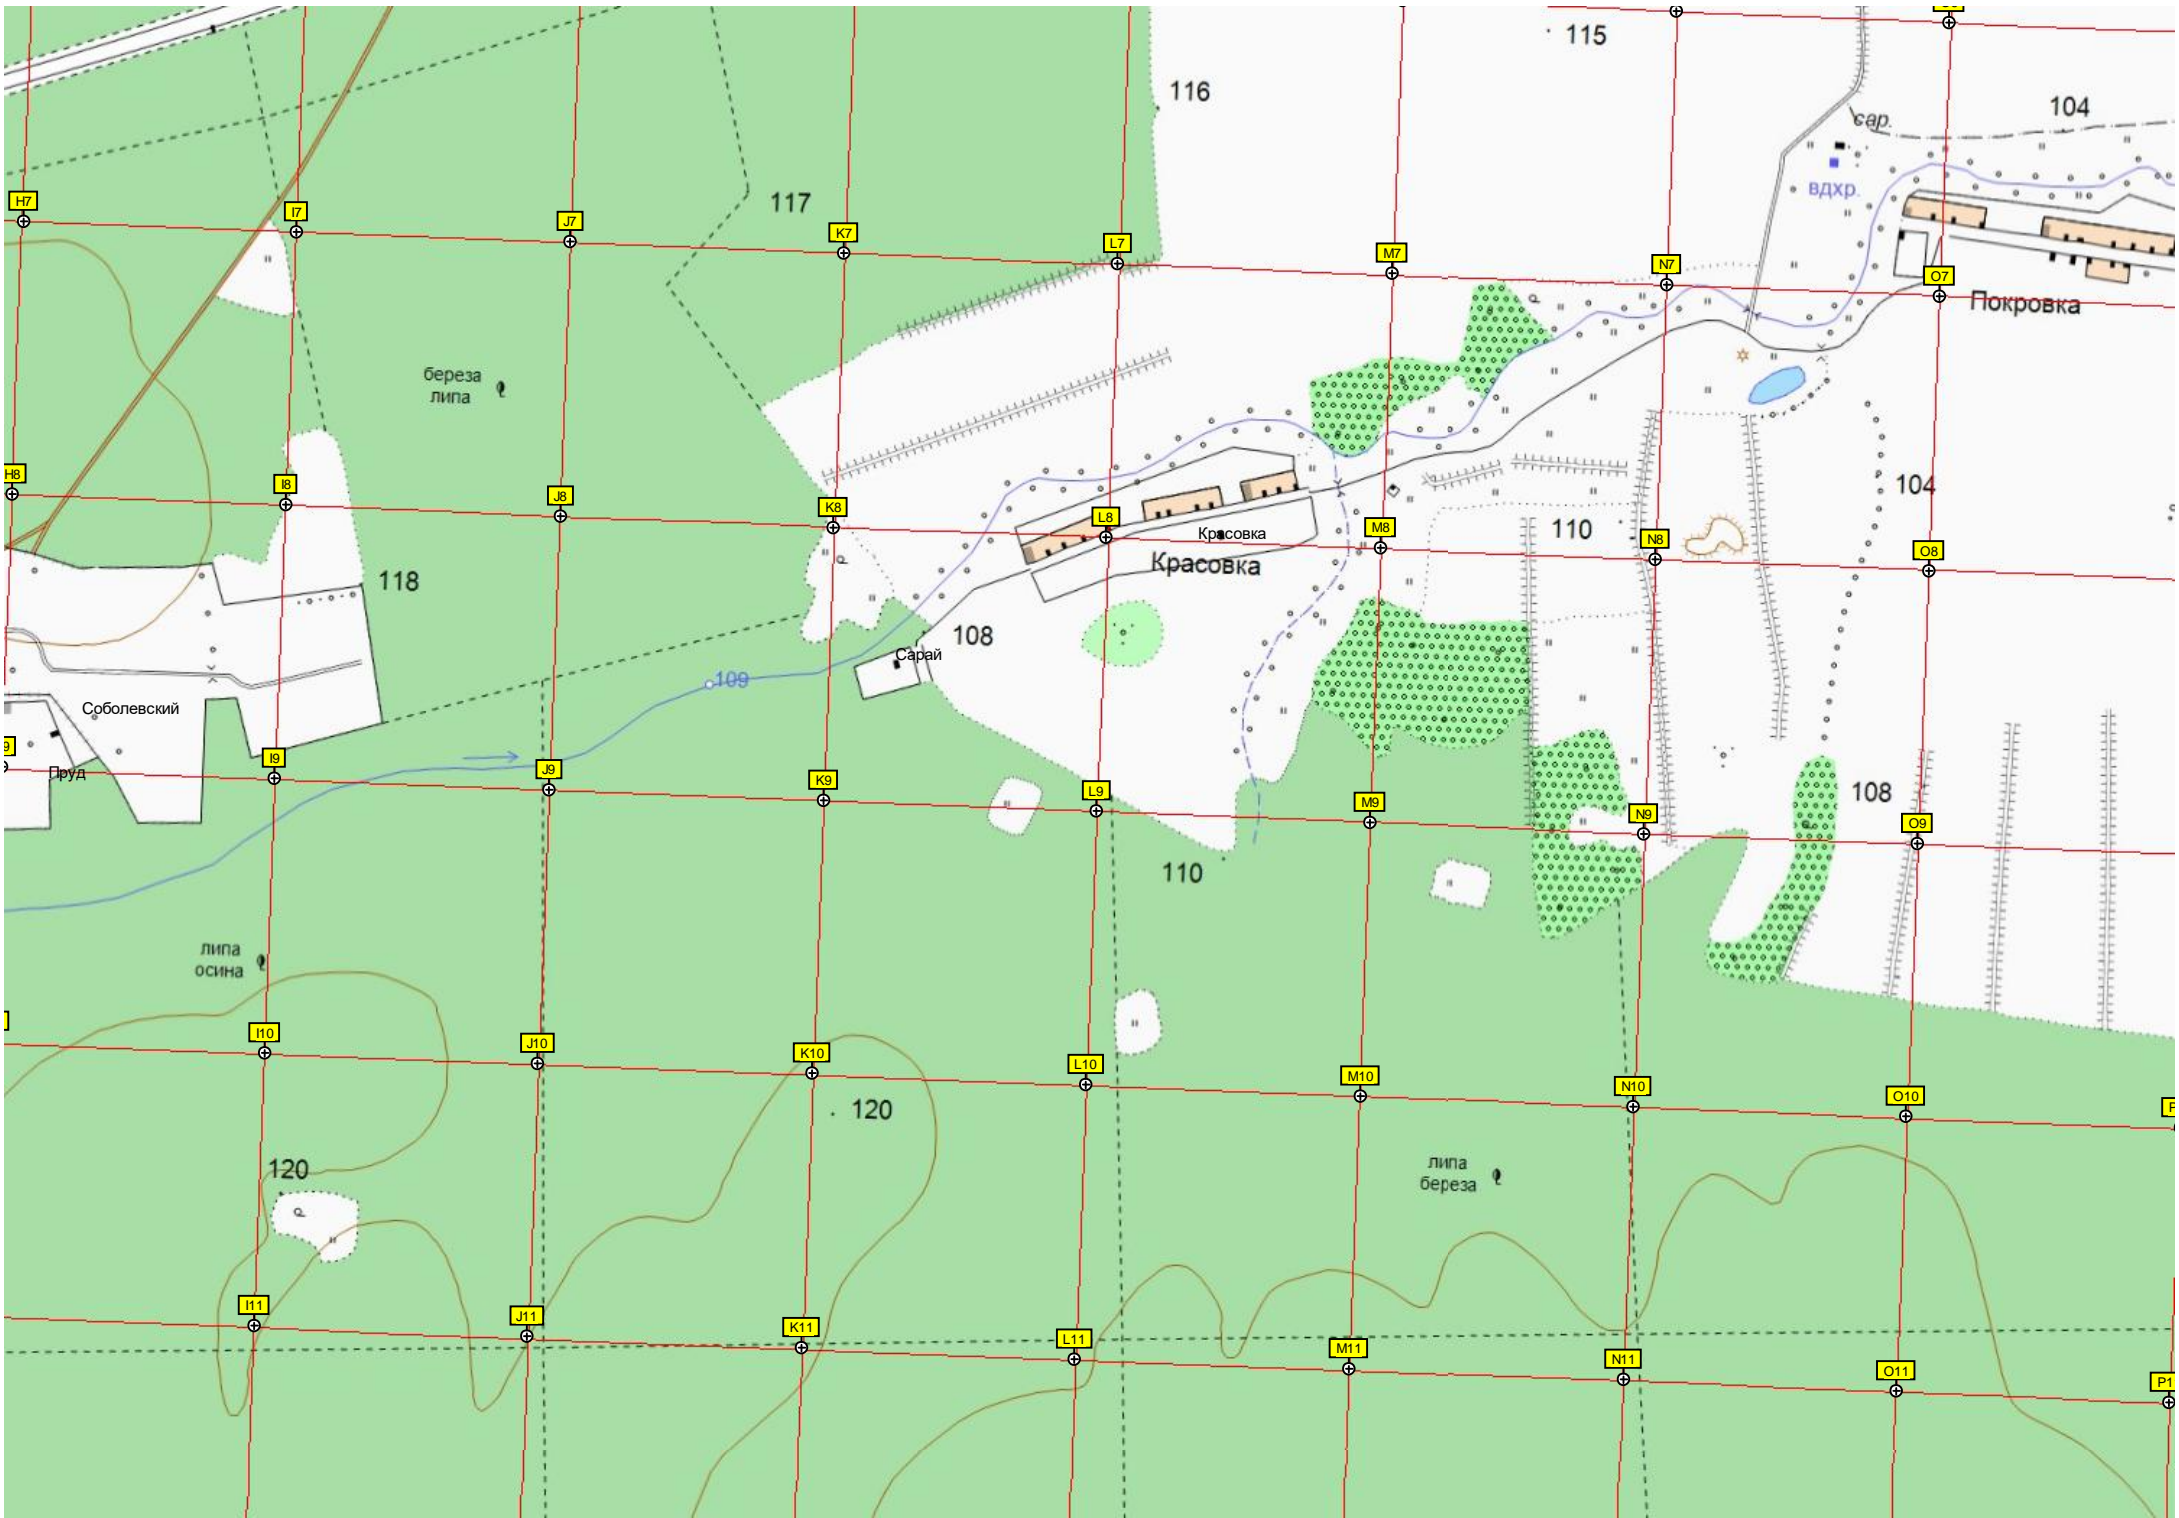 115
116
104
сар.
вдхр.
117
H7
I7
J7
K7
L7
M7
N7
O7
Покровка
береза
липа
H8
I8
J8
K8
L8
M8
N8
O8
104
110
Красовка
Красовка
118
108
Сарай
109
Соболевский
Пруд
9
I9
J9
K9
L9
M9
N9
O9
108
110
липа
осина
I10
J10
K10
L10
M10
N10
O10
P
120
120
липа
береза
I11
J11
K11
L11
M11
N11
O11
P1